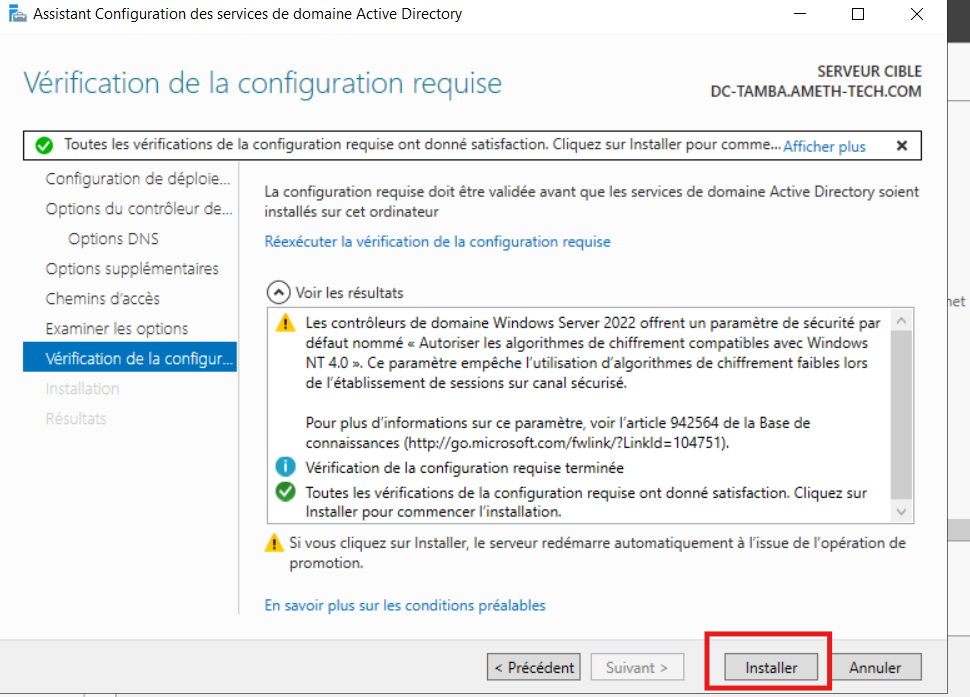 Assistant Configuration des services de domaine Active Directory
Vérification de la configuration requise
SERVEUR CIBLE
DC-TAMBA.AMETH-TECH.COM
Toutes les vérifications de la configuration requise ont donné satisfaction. Cliquez sur Installer pour comme... Afficher plus
Configuration de déploie...
Options du contrôleur de...
Options DNS
Options supplémentaires
Chemins d'accès
Examiner les options
Vérification de la configur...
Installation
Résultats
La configuration requise doit être validée avant que les services de domaine Active Directory soient
installés sur cet ordinateur
Réexécuter la vérification de la configuration requise
Voir les résultats
Les contrôleurs de domaine Windows Server 2022 offrent un paramètre de sécurité par
défaut nommé « Autoriser les algorithmes de chiffrement compatibles avec Windows
NT 4.0 ». Ce paramètre empêche l'utilisation d'algorithmes de chiffrement faibles lors
de l'établissement de sessions sur canal sécurisé.
Pour plus d'informations sur ce paramètre, voir l'article 942564 de la Base de
connaissances (http://go.microsoft.com/fwlink/?LinkId=104751).
Vérification de la configuration requise terminée
Toutes les vérifications de la configuration requise ont donné satisfaction. Cliquez sur
Installer pour commencer l'installation.
Si vous cliquez sur Installer, le serveur redémarre automatiquement à l'issue de l'opération de
promotion.
En savoir plus sur les conditions préalables
< Précédent
Suivant >
Installer
Annuler